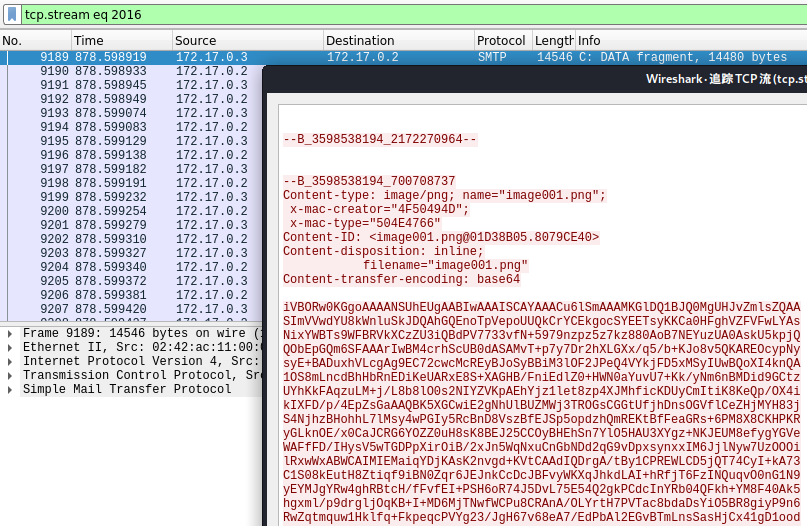 tcp.stream eq 2016
No. Time Source Destination Protocol Length Info
9189 878.598919 172.17.0.3 172.17.0.2 SMTP 14546 C: DATA fragment, 14480 bytes
9190 878.598933 172.17.0.2
9191 878.598945 172.17.0.3
9192 878.598949 172.17.0.2
9193 878.599074 172.17.0.3
9194 878.599083 172.17.0.2
9195 878.599129 172.17.0.3
9196 878.599138 172.17.0.2
9197 878.599182 172.17.0.3
9198 878.599191 172.17.0.2
9199 878.599232 172.17.0.3
9200 878.599254 172.17.0.2
9201 878.599279 172.17.0.3
9202 878.599310 172.17.0.2
9203 878.599327 172.17.0.3
9204 878.599340 172.17.0.2
9205 878.599372 172.17.0.3
9206 878.599381 172.17.0.2
9207 878.599420 172.17.0.3
Frame 9189: 14546 bytes on wire (
Ethernet II, Src: 02:42:ac:11:00:
Internet Protocol Version 4, Src:
Transmission Control Protocol, Sr
Simple Mail Transfer Protocol
Wireshark · 追踪 TCP 流 (tcp.st
--B_3598538194_2172270964--
--B_3598538194_700708737
Content-type: image/png; name="image001.png";
x-mac-creator="4F50494D";
x-mac-type="504E4766"
Content-ID: <image001.png@01D38B05.8079CE40>
Content-disposition: inline;
filename="image001.png"
Content-transfer-encoding: base64
iVBORw0KGgoAAAANSUhEUgAABIwAAAISCAYAAACu6lSmAAAMKGlDQ1BJQ0MgUHJvZmlsZQAA
SImVVwdYU8kWnluSkJDQAhGQEnoTpVepoUUQkCrYCEkgocSYEETsyKKCa0HFghVZFVFwLYAs
NixYWBTs9WFBRVkXCzZU3iQBdPV7733vfN+5979nzpz5z7kz880AoB7NEYuzUA0AskU5kpjQ
QObEpGQm6SFAAArIwBM4crhScUB0dASAMvT+p7y7Dr2hXLGXx/q5/b+KJo8v5QKAREOcypNy
syE+BADuxhVLcgAg9EC72cwcMcREyBJoSyBBiM3lOF2JPeQ4VYkjFD5xMSyIUwBQoXI4knQA
1OS8mLncdBhHbRnEDiKeUARxE8S+XAGHB/FniEdlZ0+HWN0aYuvU7+Kk/yNm6nBMDid9GCtz
UYhKkFAqzuLM+j/L8b8lO0s2NIYZVKpAEhYjz1let8zp4XJMhficKDUyCmItiK8KeQp/OX4i
kIXFD/p/4EpZsGaAAQBK5XGCwiE2gNhUlBUZMWj3TROGsCGGtUfjhDnsOGVflCeZHjMYH83j
S4NjhzBHohhL7lMsy4wPGIy5RcBnD8VszBfEJSp5opdzhQmREKtBfFeaGRs+6PM8X8CKHPKR
yGLknOE/x0CaJCRG6YOZZ0uH8sK8BEJ25CCOyBHEhSn7YlO5HAU3XYgz+NKJEUM8efygYGVe
WAFfFD/IHysV5wTGDPpXirOiB/2xJn5WqNxuCnGbNDd2qG9vDpxsynxxIM6JjlNyw7UzOOOi
lRxwWxABWCAIMIEMaiqYDjKAsK2nvgd+KVtCAAdIQDrgA/tBy1CPREWLCD5jQT74CyI+kA73
C1S08kEutH8Ztiqf9iBN0Zqr6JEJnkCcDcJBFvyWKXqJhkdLAI+hRfjT6FzINQuqvO0nG1N9
yEYMJgYRw4ghRBtcH/fFvfEI+PSH6oR74J5DvL75E54Q2gkPCdcInYRb04QFkh+YM8F40Ak5
hgxml/p9drgljOqKB+I+MD6MjTNwfWCPu8CRAnA/OLYrtH7PVTac8bdaDsYiO5BR8giyP9n6
RwZqtmquw1Hklfq+FkpeqcPVYg23/JgH67v68eA7/EdPbAl2EGvBTmLnsSasHjCx41gD1ood